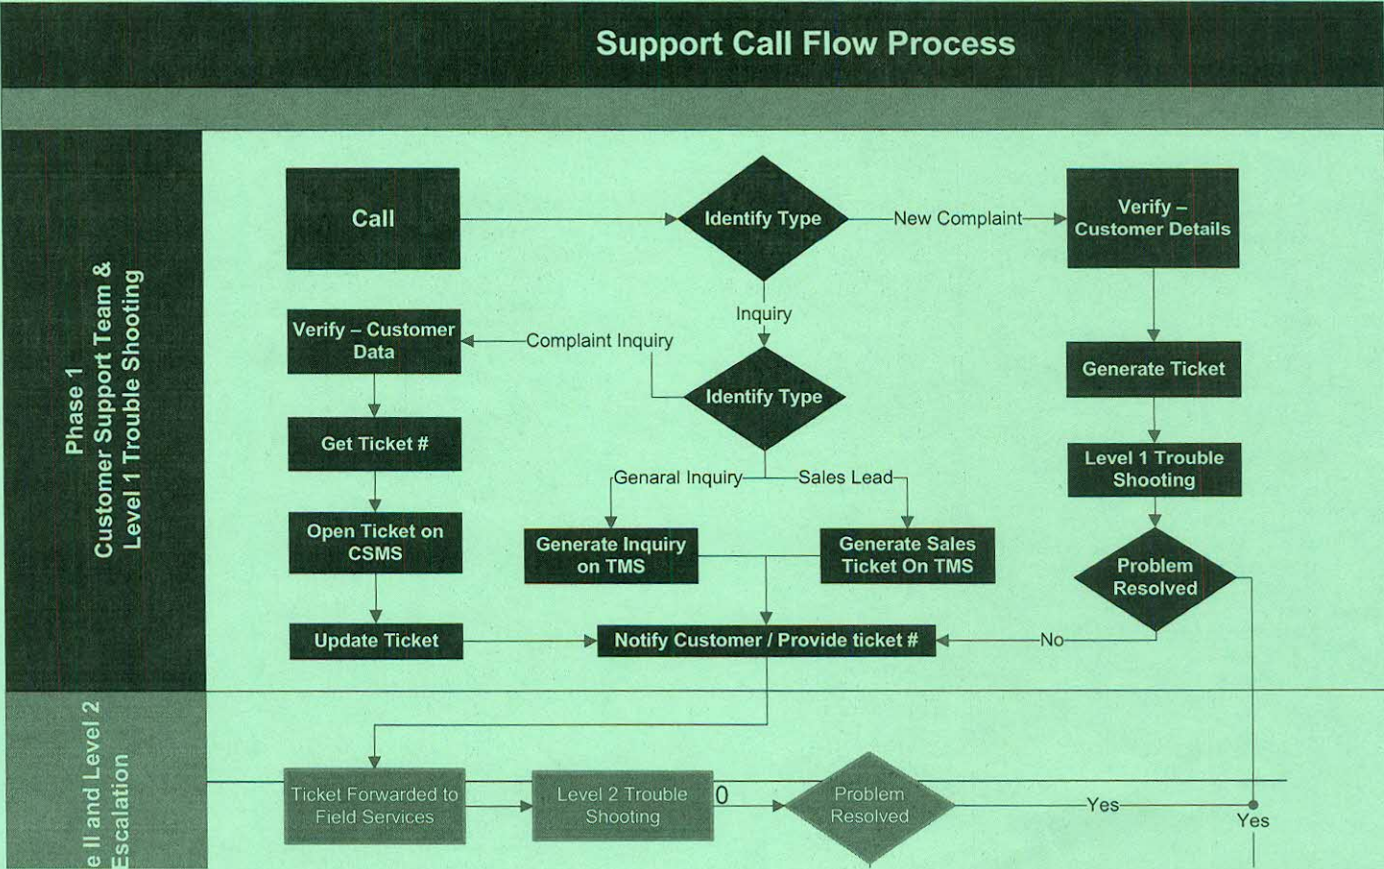 Support Call Flow Process
Phase 1
Customer Support Team &
Level 1 Trouble Shooting
Call
Identify Type
New Complaint
Verify –
Customer Details
Inquiry
Verify – Customer
Data
Complaint Inquiry
Identify Type
Generate Ticket
Get Ticket #
Genaral Inquiry
Sales Lead
Level 1 Trouble
Shooting
Open Ticket on
CSMS
Generate Inquiry
on TMS
Generate Sales
Ticket On TMS
Problem
Resolved
Update Ticket
Notify Customer / Provide ticket #
No
e II and Level 2
Escalation
Ticket Forwarded to
Field Services
Level 2 Trouble
Shooting
0
Problem
Resolved
Yes
Yes